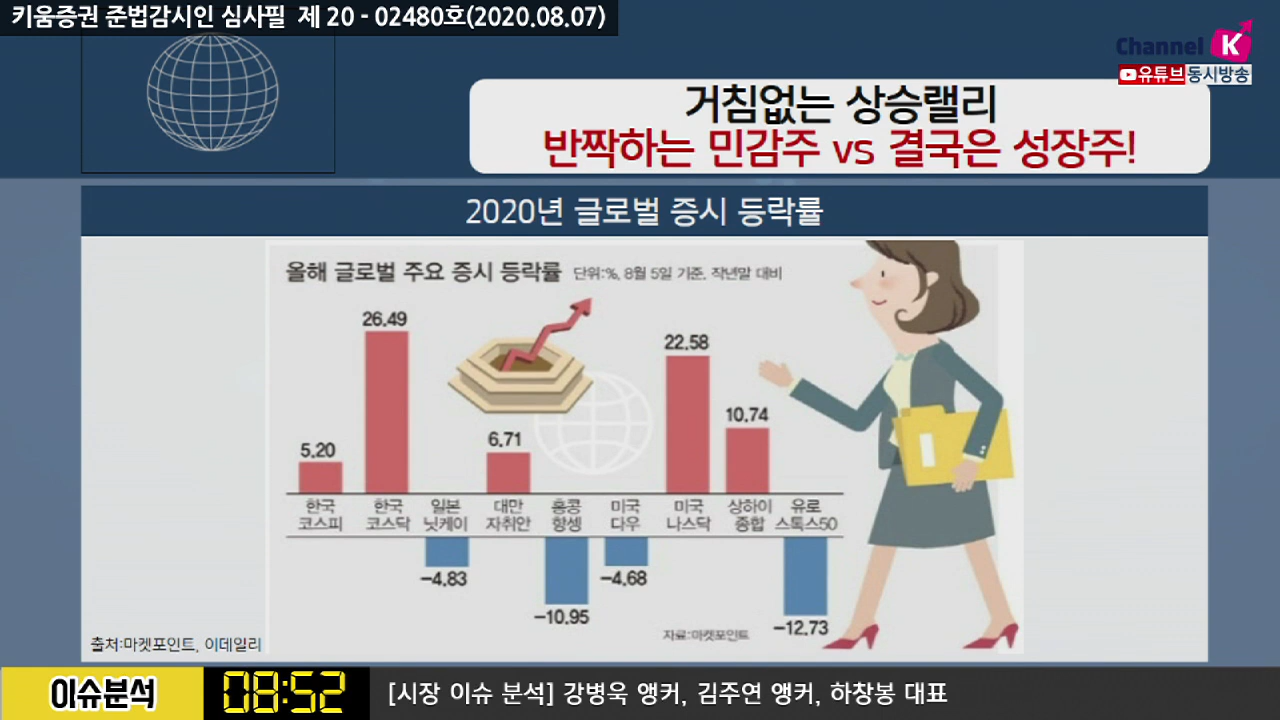 키움증권 준법감시인 심사필 제 20 - 02480호(2020.08.07)
Channel K
유튜브동시방송
거침없는 상승랠리
반짝하는 민감주 vs 결국은 성장주!
2020년 글로벌 증시 등락률
올해 글로벌 주요 증시 등락률 단위:%, 8월 5일 기준, 작년말 대비
26.49
22.58
10.74
6.71
5.20
한국 코스피
한국 코스닥
일본 닛케이
대만 자취안
홍콩 항셍
미국 다우
미국 나스닥
상하이 종합
유로 스톡스50
-4.83
-4.68
-10.95
-12.73
자료:마켓포인트
출처:마켓포인트, 이데일리
이슈분석
08:52
[시장 이슈 분석] 강병욱 앵커, 김주연 앵커, 하창봉 대표